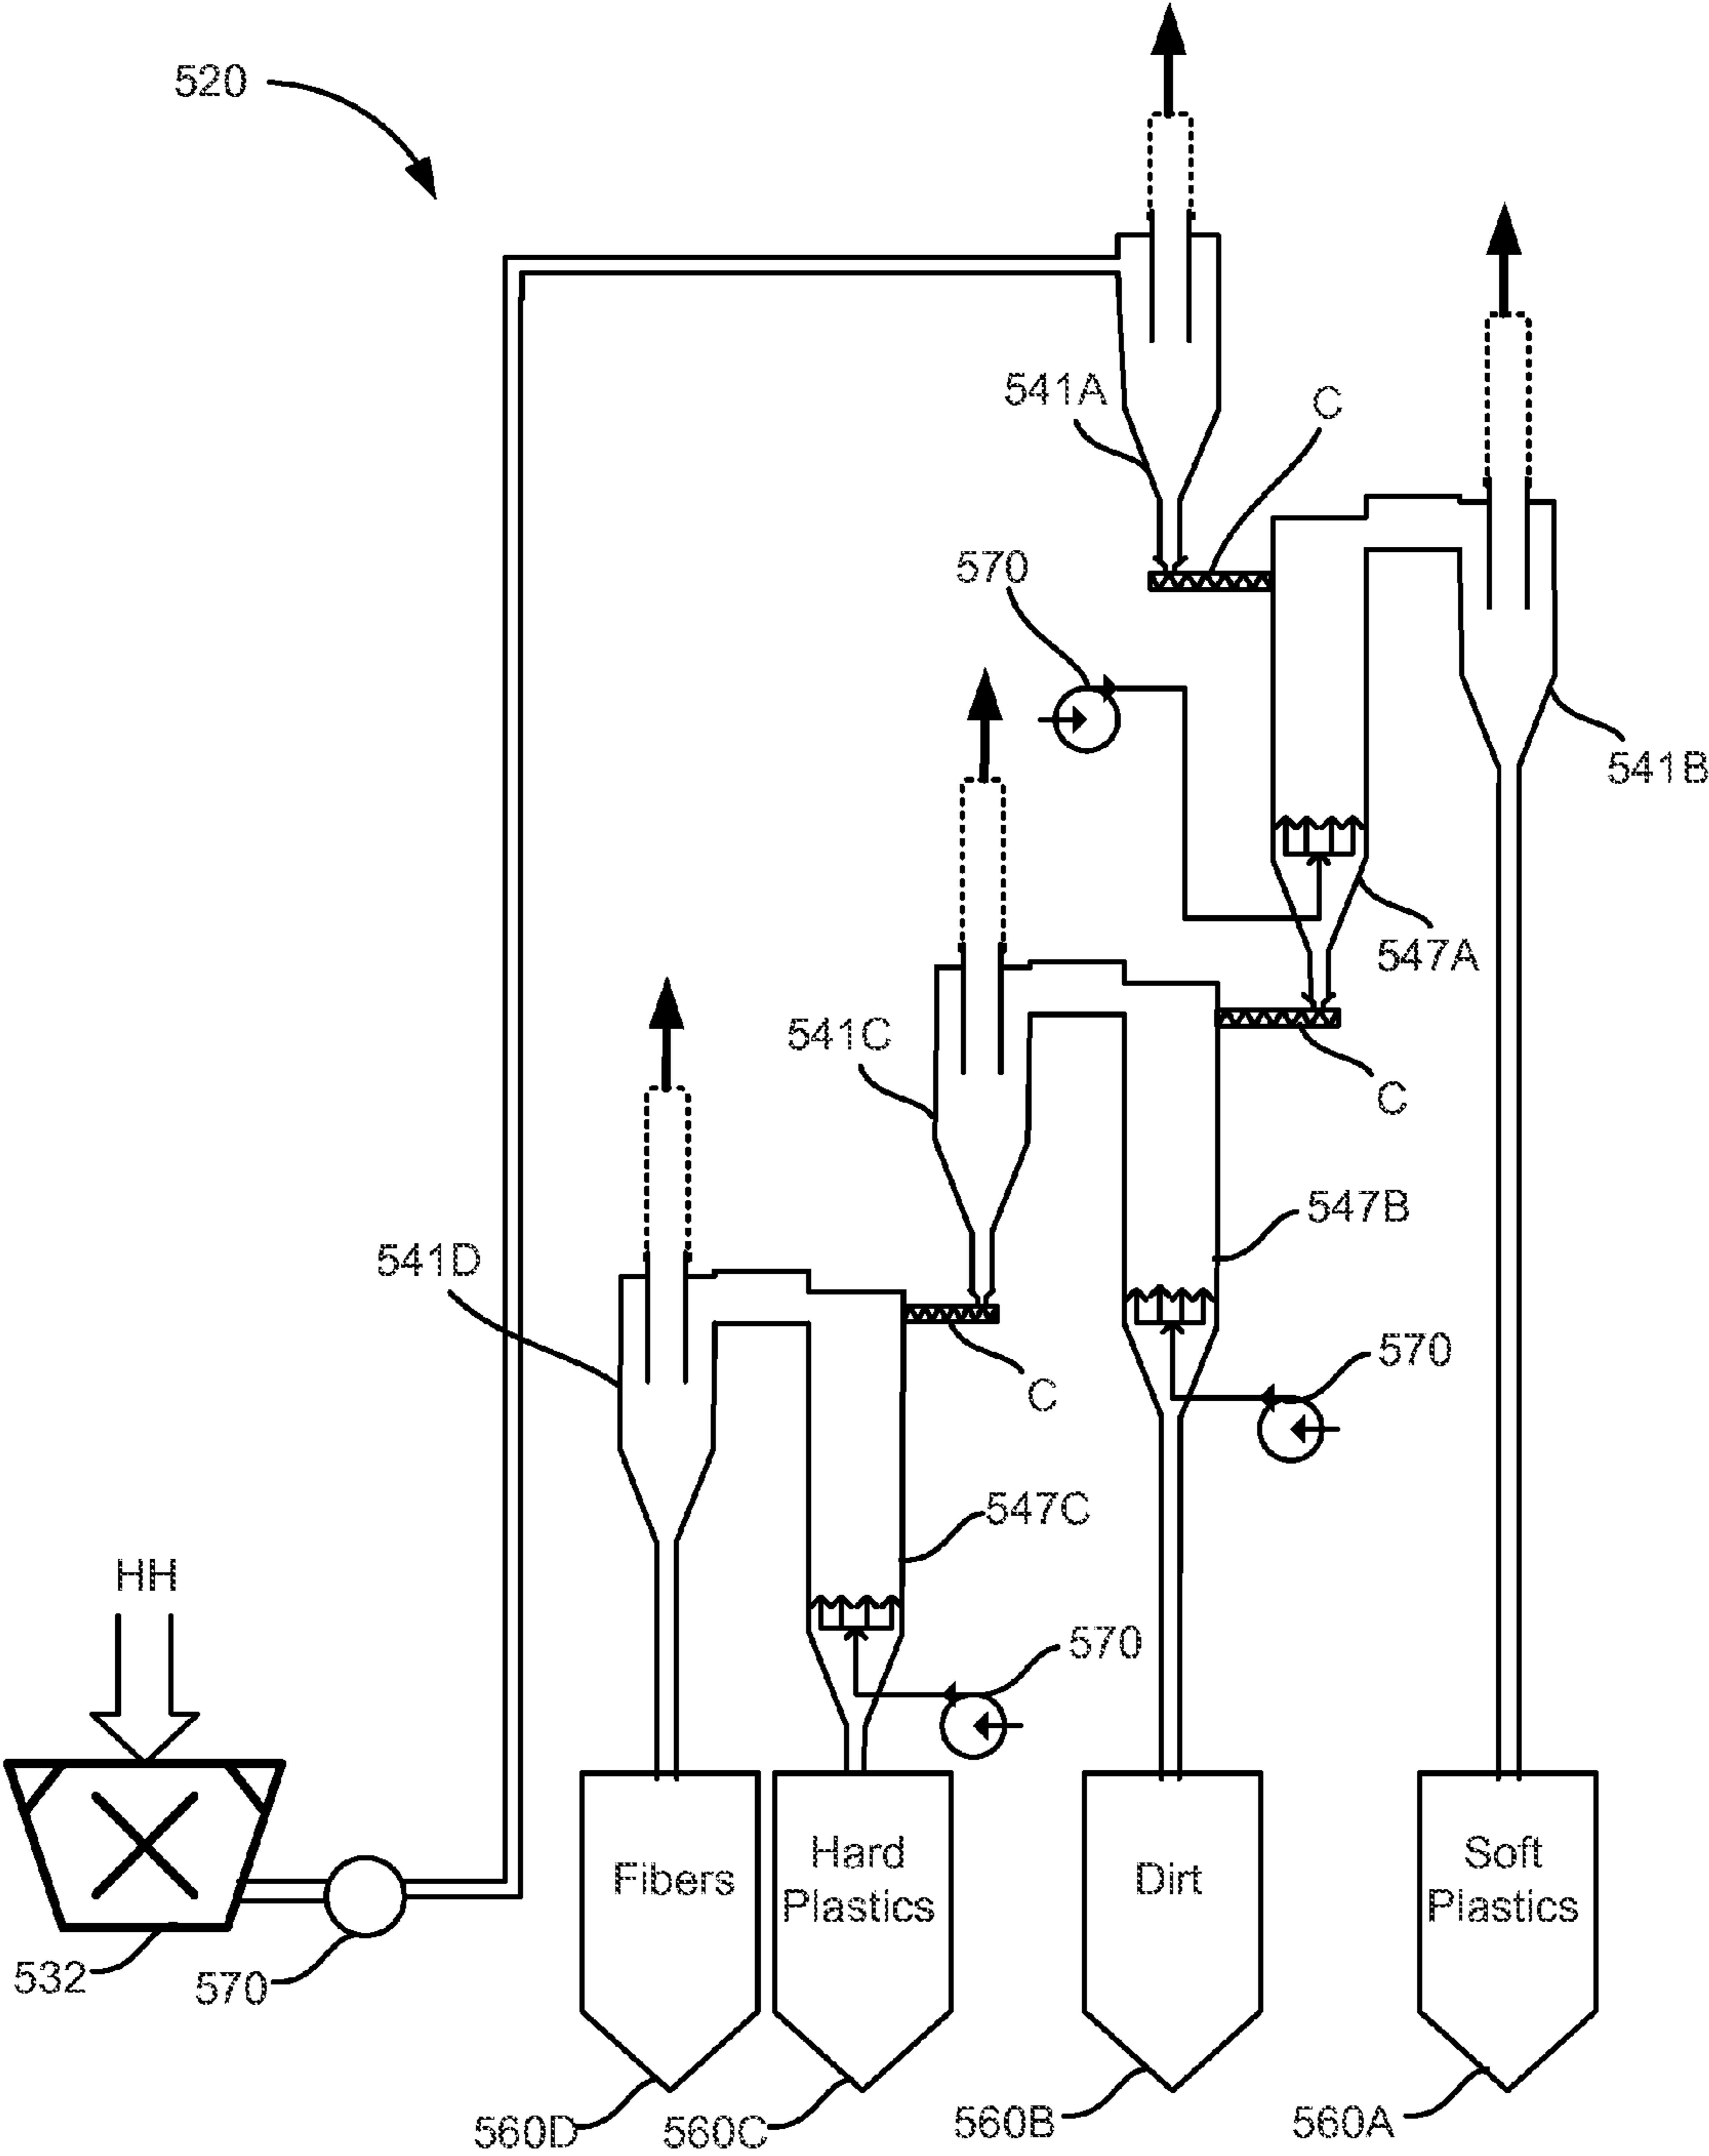 520
541A
C
570
541B
547A
541C
C
547B
541D
570
C
547C
HH
570
Fibers
Hard
Plastics
Dirt
Soft
Plastics
532
570
560D
560C
560B
560A